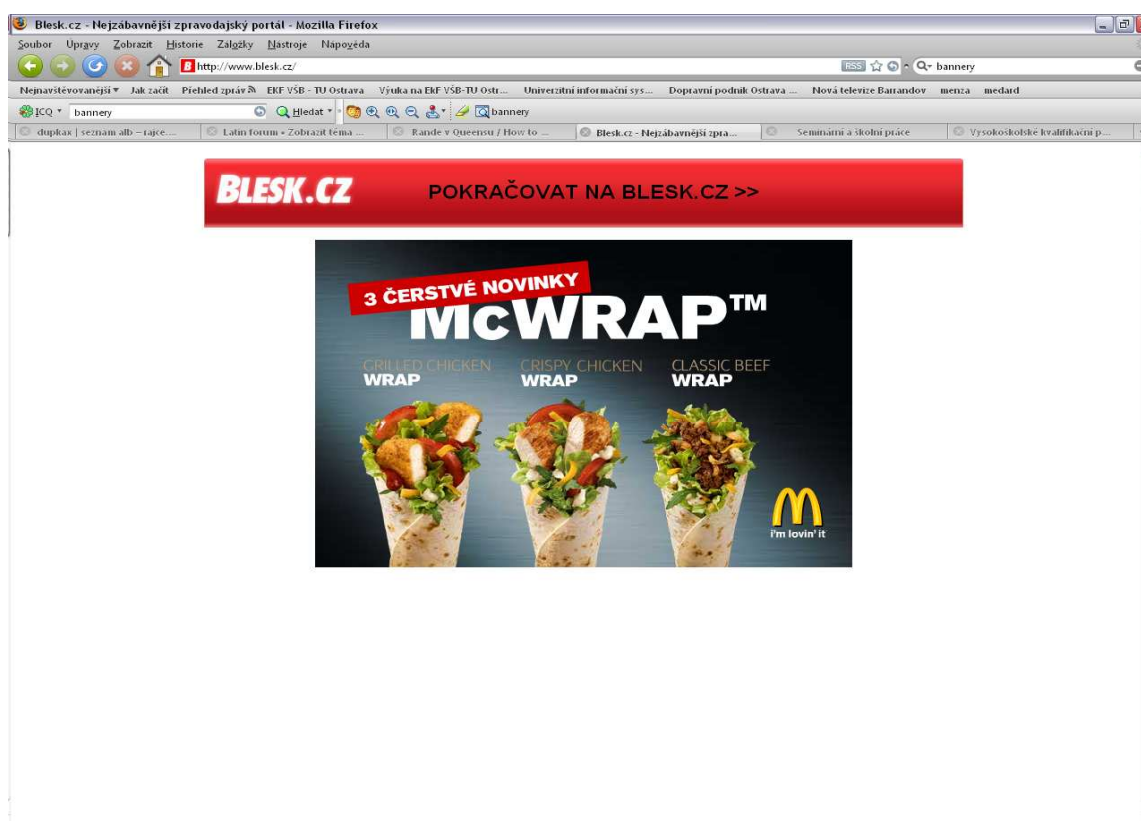 Blesk.cz - Nejzábavnější zpravodajský portál - Mozilla Firefox
Soubor Úpravy Zobrazit Historie Záložky Nástroje Nápověda
B http://www.blesk.cz/ RSS bannery
Nejnavštěvovanější Jak začít Přehled zpráv EKF VŠB - TU Ostrava Výuka na EkF VŠB-TU Ostr... Univerzitní informační sys... Dopravní podnik Ostrava ... Nová televize Barrandov menza medard
ICQ bannery Hledat bannery
duplax | seznam alb – rajce.... Latin forum • Zobrazit téma ... Rande v Queensu / How to ... Blesk.cz - Nejzábavnější zpra... Seminární a školní práce Vysokoškolské kvalifikační p...
BLESK.CZ POKRAČOVAT NA BLESK.CZ >>
3 ČERSTVÉ NOVINKY
McWRAP™
GRILLED CHICKEN CRISPY CHICKEN CLASSIC BEEF
WRAP WRAP WRAP
i'm lovin' it